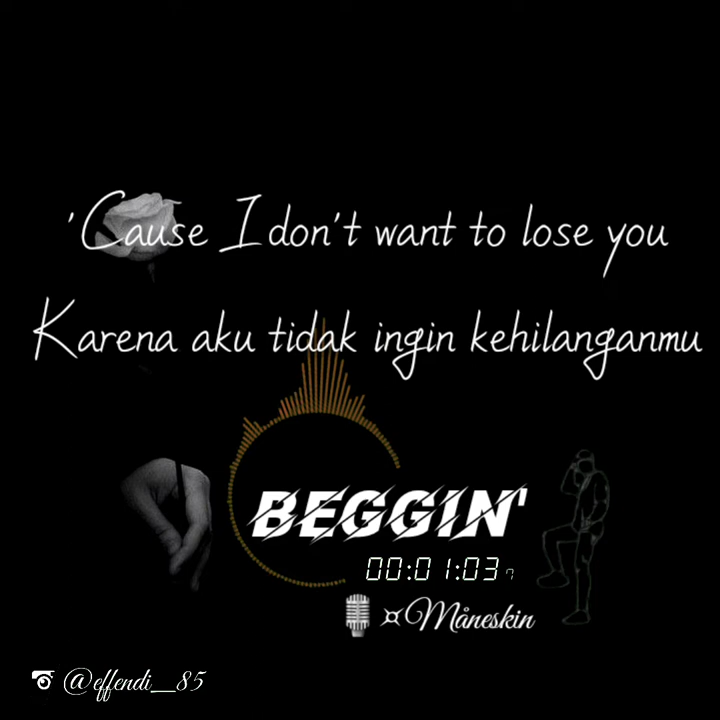 'Cause I don't want to lose you
Karena aku tidak ingin kehilanganmu
BEGGIN'
00:01:03
¤Måneskin
@effendi__85